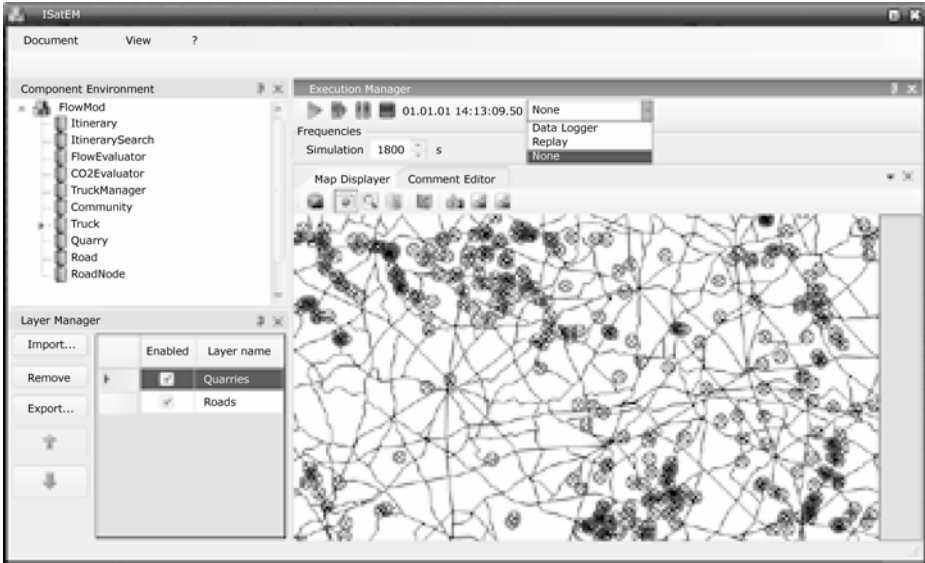 ISatEM
Document View ?
Component Environment
FlowMod
Itinerary
ItinerarySearch
FlowEvaluator
CO2Evaluator
TruckManager
Community
Truck
Quarry
Road
RoadNode
Layer Manager
Import...
Remove
Export...
Enabled Layer name
Quarries
Roads
Execution Manager
01.01.01 14:13:09.50 None
Data Logger
Replay
None
Frequencies
Simulation 1800 s
Map Displayer Comment Editor